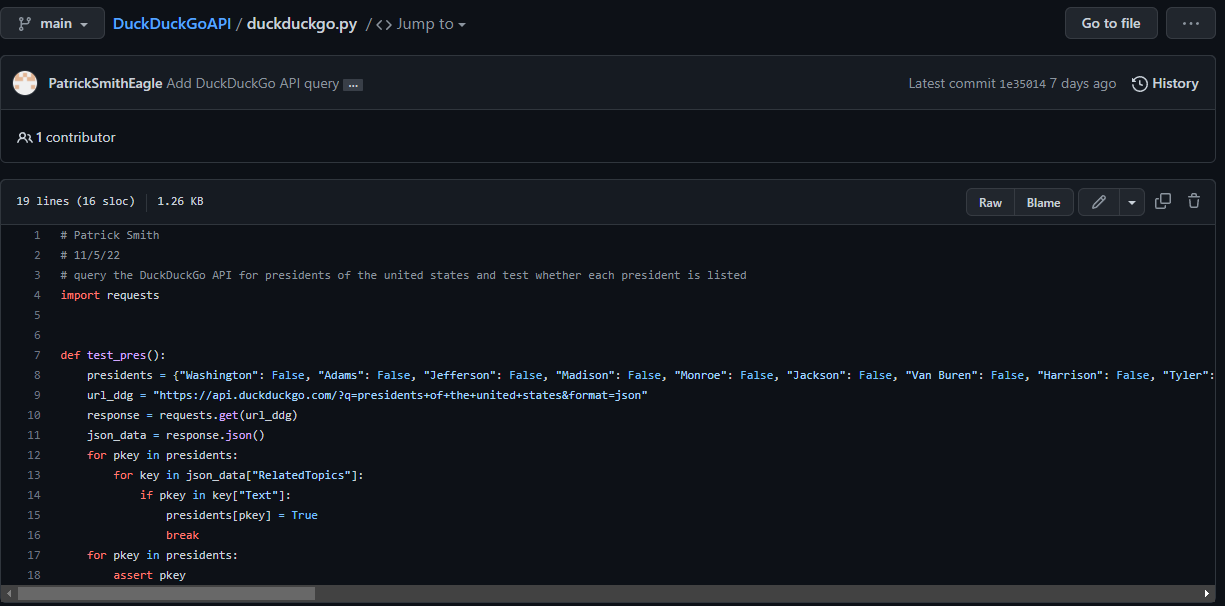 main DuckDuckGoAPI / duckduckgo.py / <> Jump to Go to file ...
PatrickSmithEagle Add DuckDuckGo API query ... Latest commit 1e35014 7 days ago History
1 contributor
19 lines (16 sloc) 1.26 KB Raw Blame
1 # Patrick Smith
2 # 11/5/22
3 # query the DuckDuckGo API for presidents of the united states and test whether each president is listed
4 import requests
5
6
7 def test_pres():
8     presidents = {"Washington": False, "Adams": False, "Jefferson": False, "Madison": False, "Monroe": False, "Jackson": False, "Van Buren": False, "Harrison": False, "Tyler":
9     url_ddg = "https://api.duckduckgo.com/?q=presidents+of+the+united+states&format=json"
10     response = requests.get(url_ddg)
11     json_data = response.json()
12     for pkey in presidents:
13         for key in json_data["RelatedTopics"]:
14             if pkey in key["Text"]:
15                 presidents[pkey] = True
16                 break
17     for pkey in presidents:
18         assert pkey